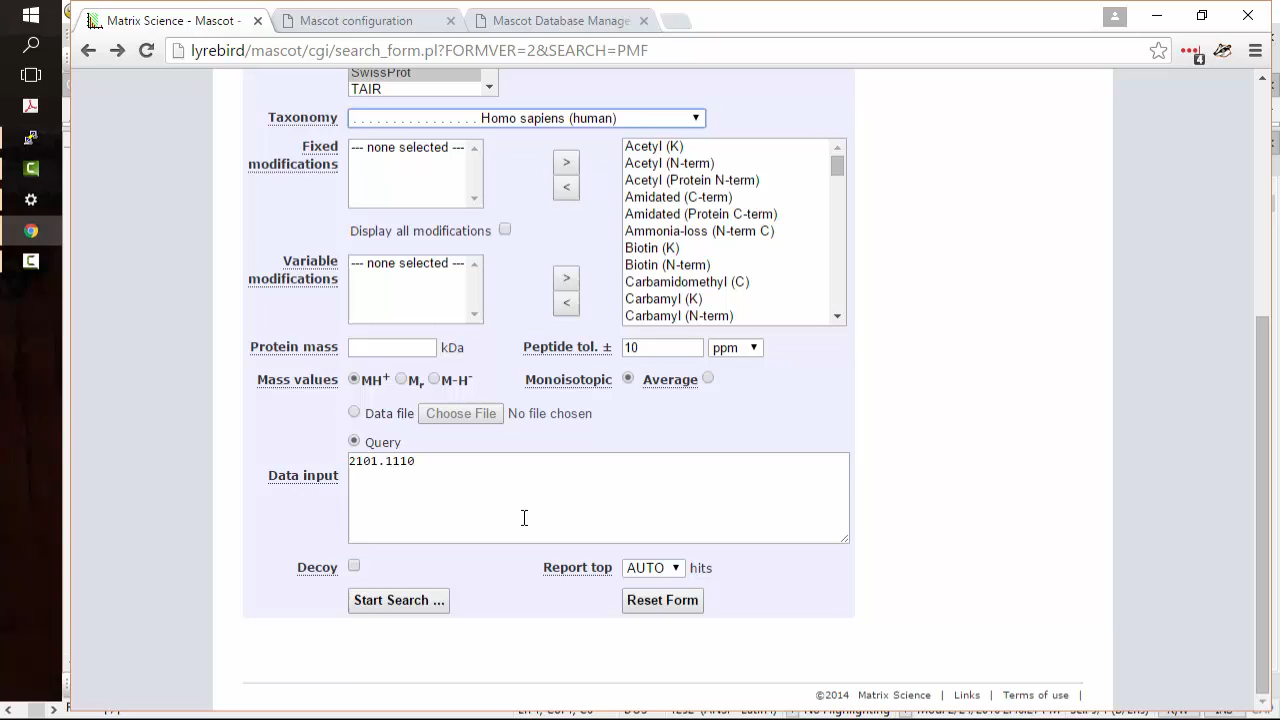 Matrix Science - Mascot - Mascot configuration Mascot Database Manage
lyrebird/mascot/cgi/search_form.pl?FORMVER=2&SEARCH=PMF
4
SwissProt
TAIR
Taxonomy . . . . . . . . . . . . . . . . Homo sapiens (human)
Fixed modifications
--- none selected ---
>
<
Display all modifications
Variable modifications
--- none selected ---
>
<
Acetyl (K)
Acetyl (N-term)
Acetyl (Protein N-term)
Amidated (C-term)
Amidated (Protein C-term)
Ammonia-loss (N-term C)
Biotin (K)
Biotin (N-term)
Carbamidomethyl (C)
Carbamyl (K)
Carbamyl (N-term)
Protein mass kDa Peptide tol. ± 10 ppm
Mass values MH+ Mr M-H- Monoisotopic Average
Data file Choose File No file chosen
Query
Data input 2101.1110
Decoy Report top AUTO hits
Start Search ... Reset Form
©2014 Matrix Science | Links | Terms of use |